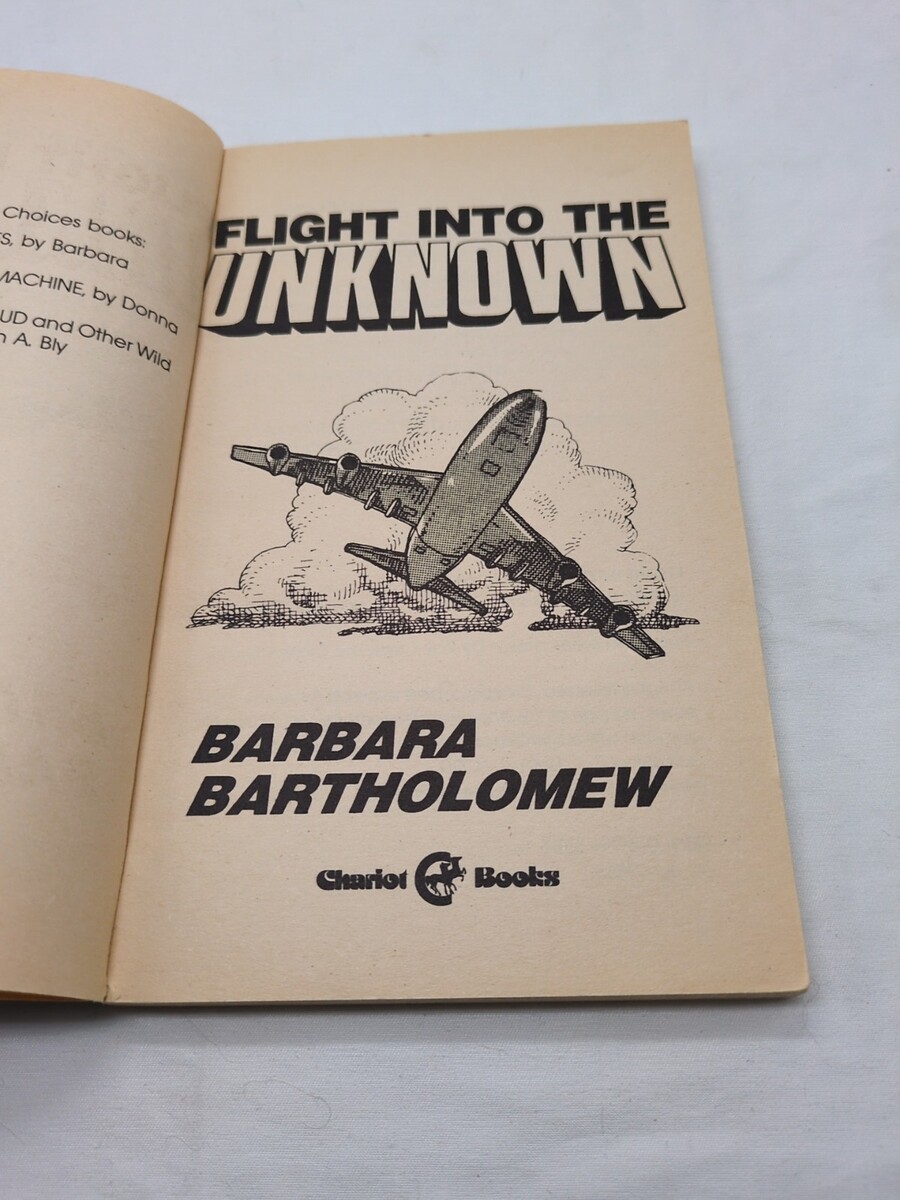 Choices books:
S, by Barbara
MACHINE, by Donna
UD and Other Wild
A. Bly
FLIGHT INTO THE
UNKNOWN
BARBARA
BARTHOLOMEW
Chariot Books